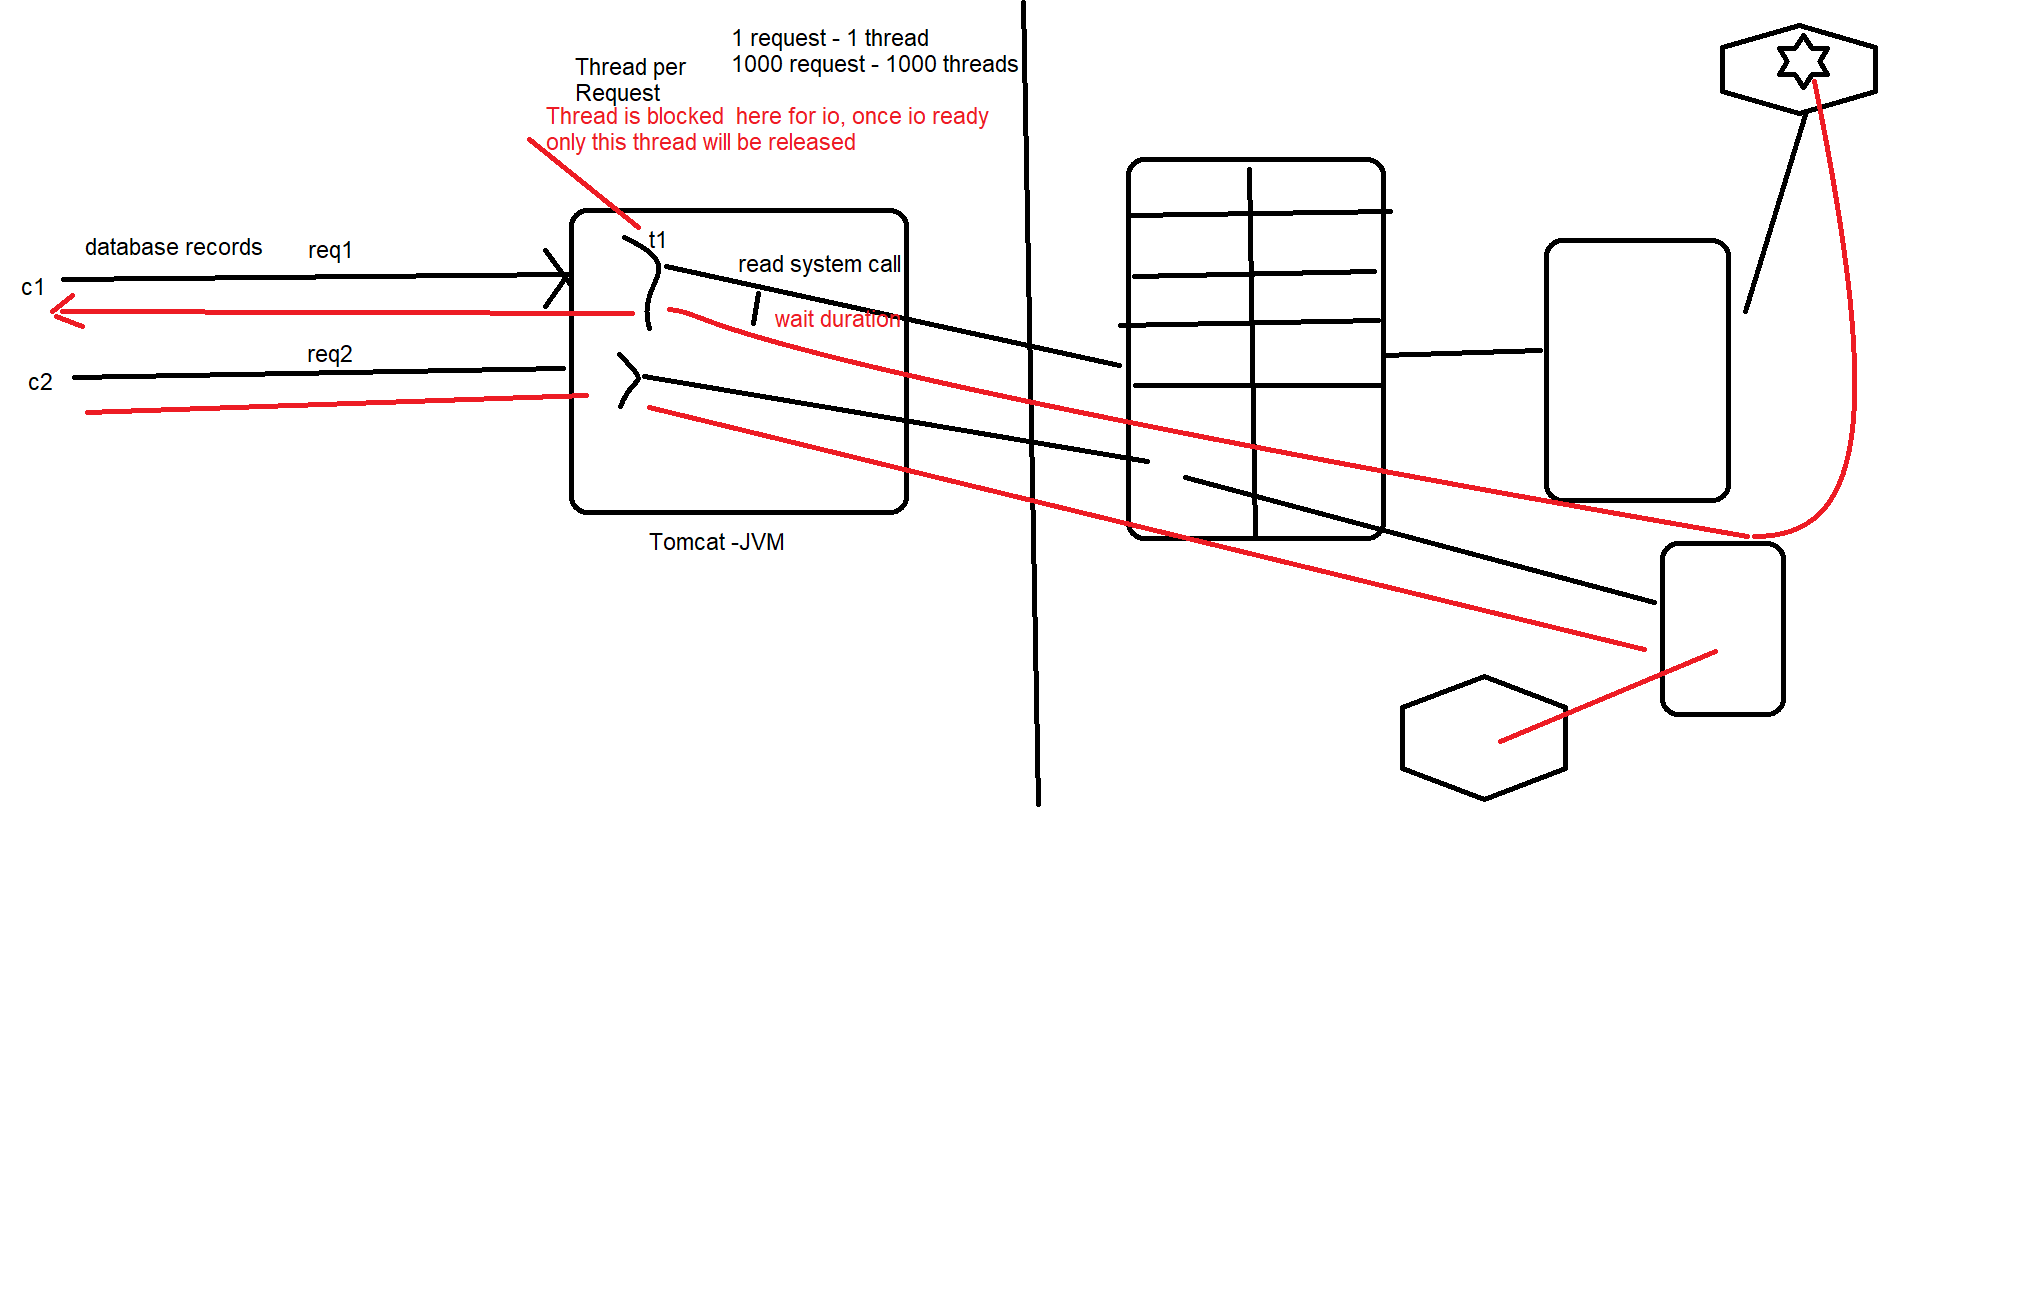 1 request - 1 thread
1000 request - 1000 threads
Thread per
Request
Thread is blocked  here for io, once io ready
only this thread will be released
database records
req1
t1
read system call
c1
wait duration
req2
c2
Tomcat -JVM